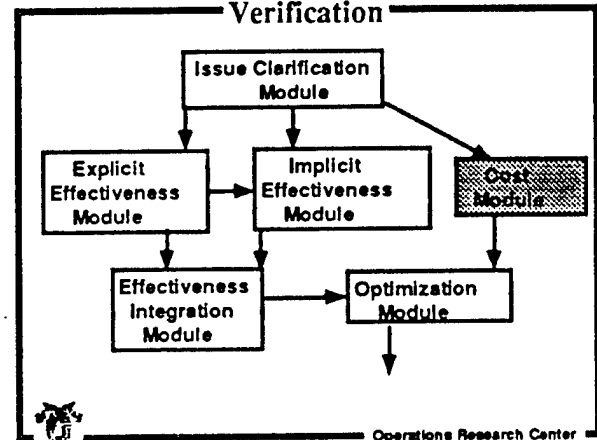 Verification
Issue Clarification
Module
Explicit
Effectiveness
Module
Implicit
Effectiveness
Module
Cost
Module
Effectiveness
Integration
Module
Optimization
Module
Operations Research Center